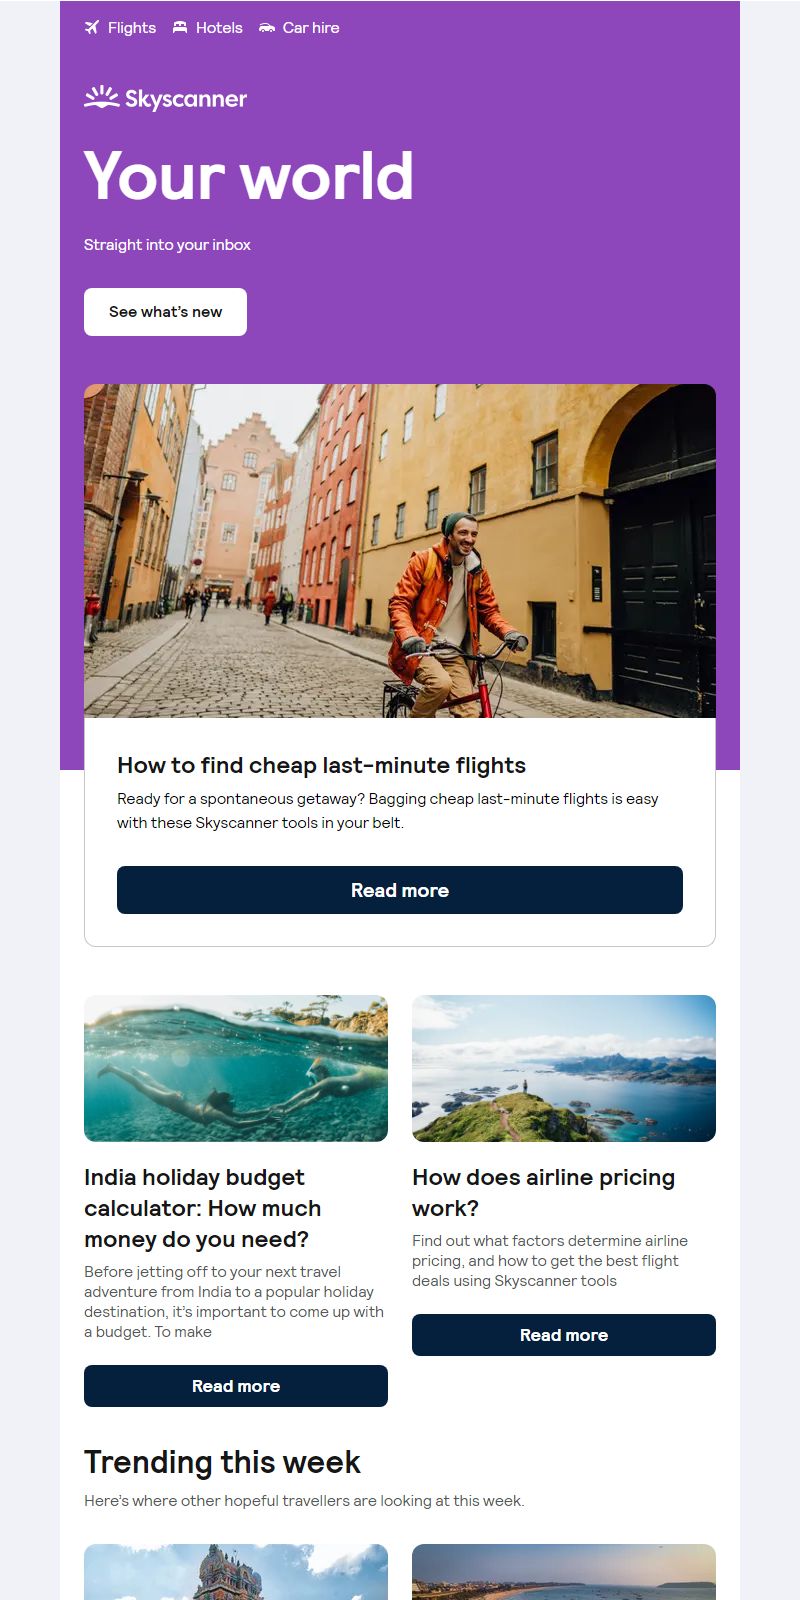 Flights Hotels Car hire
Skyscanner
Your world
Straight into your inbox
See what's new
How to find cheap last-minute flights
Ready for a spontaneous getaway? Bagging cheap last-minute flights is easy
with these Skyscanner tools in your belt.
Read more
India holiday budget
calculator: How much
money do you need?
Before jetting off to your next travel
adventure from India to a popular holiday
destination, it's important to come up with
a budget. To make
Read more
How does airline pricing
work?
Find out what factors determine airline
pricing, and how to get the best flight
deals using Skyscanner tools
Read more
Trending this week
Here's where other hopeful travellers are looking at this week.